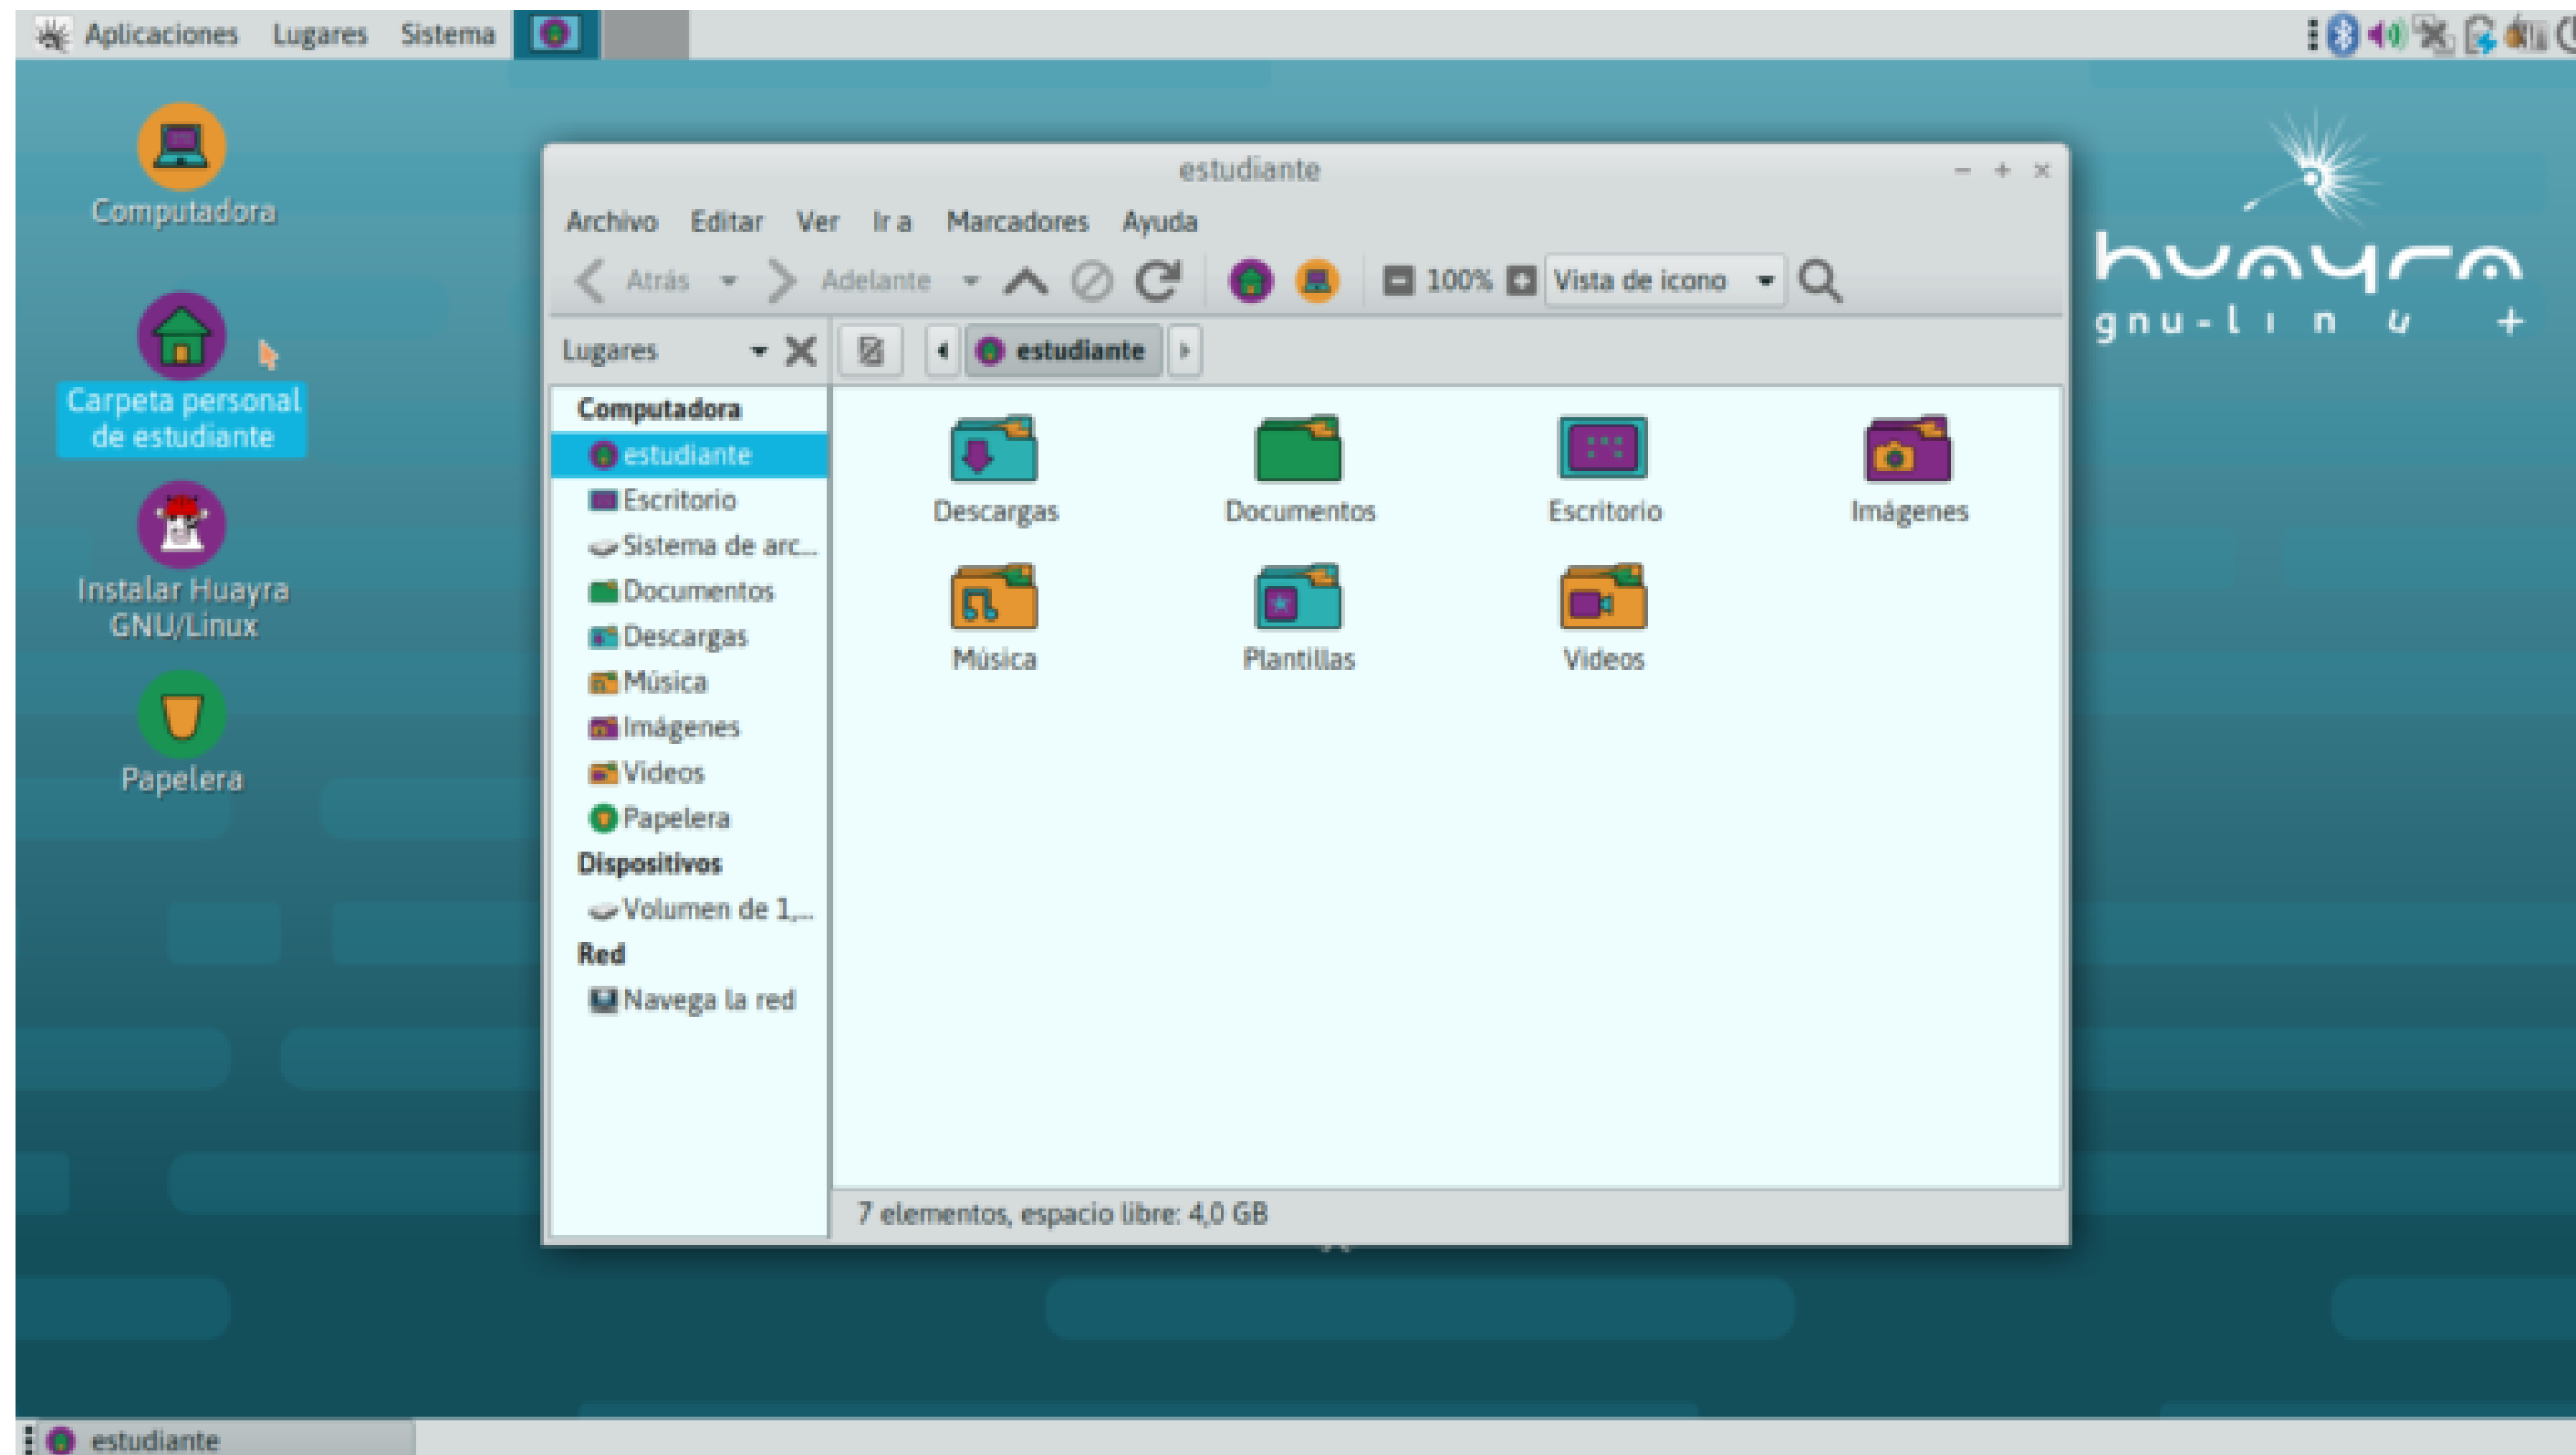 Aplicaciones Lugares Sistema
Computadora
Carpeta personal
de estudiante
Instalar Huayra
GNU/Linux
Papelera
estudiante
Archivo Editar Ver Ir a Marcadores Ayuda
Atrás Adelante 100% Vista de icono
Lugares estudiante
Computadora
estudiante
Escritorio
Sistema de arc...
Documentos
Descargas
Música
Imágenes
Videos
Papelera
Dispositivos
Volumen de 1,...
Red
Navega la red
Descargas Documentos Escritorio Imágenes
Música Plantillas Videos
7 elementos, espacio libre: 4,0 GB
huayra
gnu-linux
estudiante